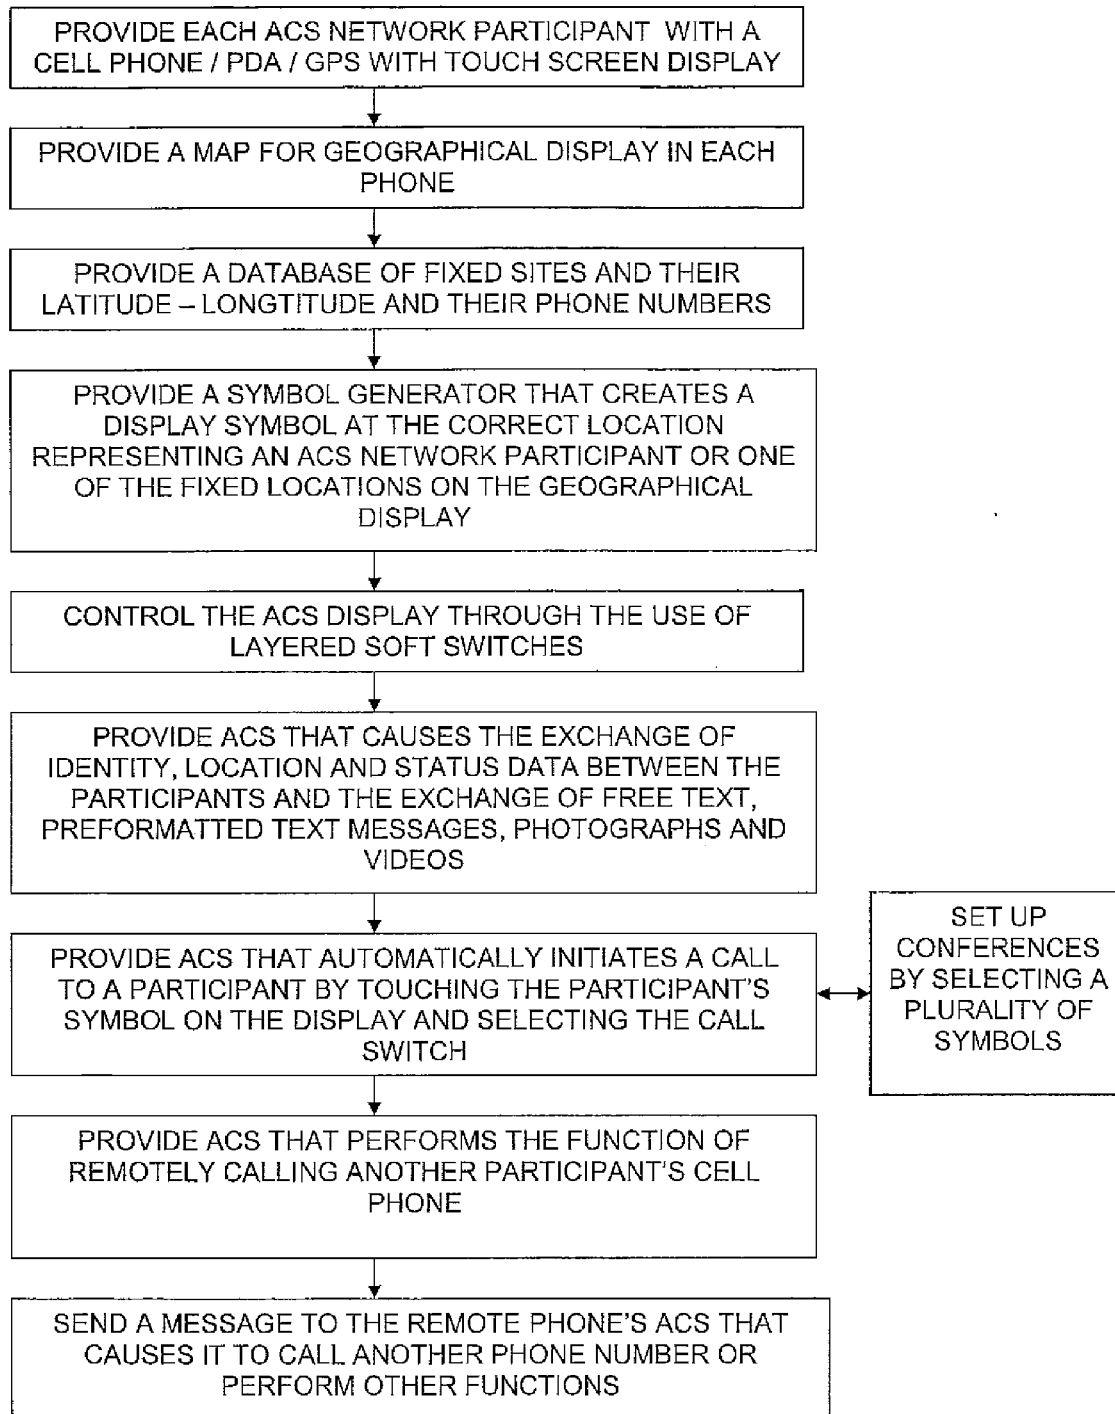 PROVIDE EACH ACS NETWORK PARTICIPANT WITH A
CELL PHONE / PDA / GPS WITH TOUCH SCREEN DISPLAY
PROVIDE A MAP FOR GEOGRAPHICAL DISPLAY IN EACH
PHONE
PROVIDE A DATABASE OF FIXED SITES AND THEIR
LATITUDE – LONGTITUDE AND THEIR PHONE NUMBERS
PROVIDE A SYMBOL GENERATOR THAT CREATES A
DISPLAY SYMBOL AT THE CORRECT LOCATION
REPRESENTING AN ACS NETWORK PARTICIPANT OR ONE
OF THE FIXED LOCATIONS ON THE GEOGRAPHICAL
DISPLAY
CONTROL THE ACS DISPLAY THROUGH THE USE OF
LAYERED SOFT SWITCHES
PROVIDE ACS THAT CAUSES THE EXCHANGE OF
IDENTITY, LOCATION AND STATUS DATA BETWEEN THE
PARTICIPANTS AND THE EXCHANGE OF FREE TEXT,
PREFORMATTED TEXT MESSAGES, PHOTOGRAPHS AND
VIDEOS
PROVIDE ACS THAT AUTOMATICALLY INITIATES A CALL
TO A PARTICIPANT BY TOUCHING THE PARTICIPANT'S
SYMBOL ON THE DISPLAY AND SELECTING THE CALL
SWITCH
SET UP
CONFERENCES
BY SELECTING A
PLURALITY OF
SYMBOLS
PROVIDE ACS THAT PERFORMS THE FUNCTION OF
REMOTELY CALLING ANOTHER PARTICIPANT'S CELL
PHONE
SEND A MESSAGE TO THE REMOTE PHONE'S ACS THAT
CAUSES IT TO CALL ANOTHER PHONE NUMBER OR
PERFORM OTHER FUNCTIONS